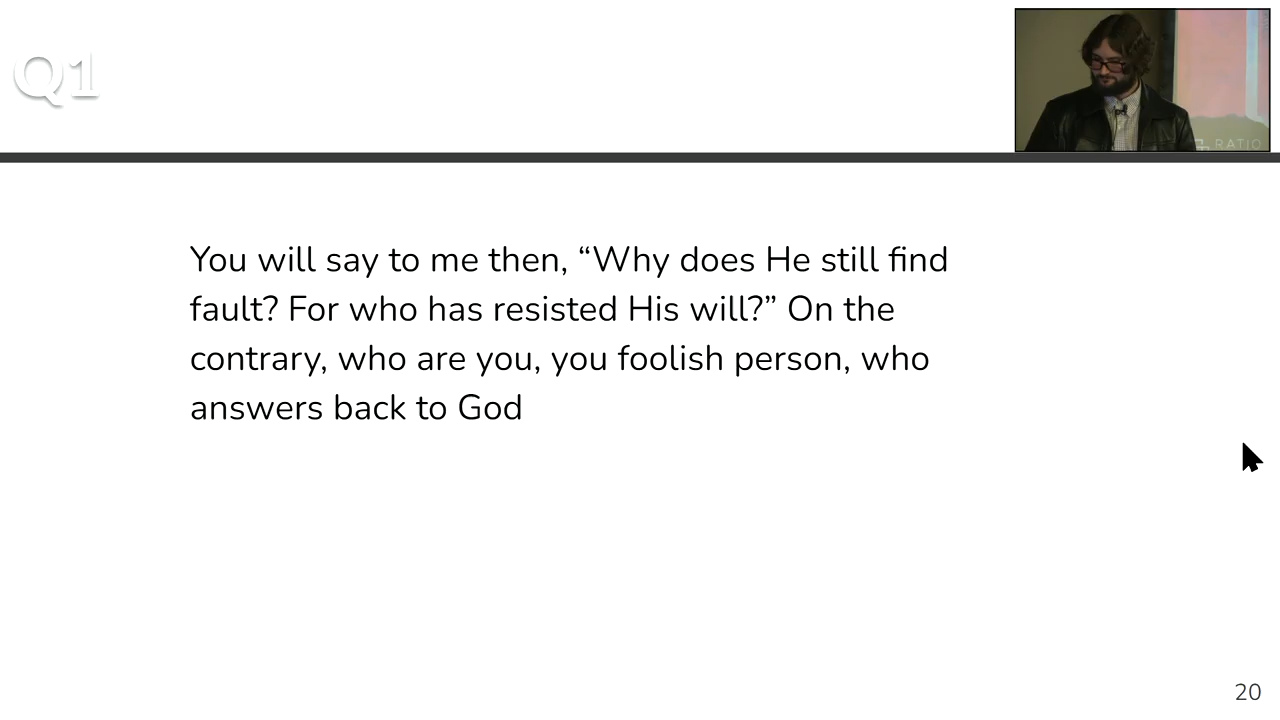 Q1
RATIO
You will say to me then, “Why does He still find
fault? For who has resisted His will?” On the
contrary, who are you, you foolish person, who
answers back to God
20